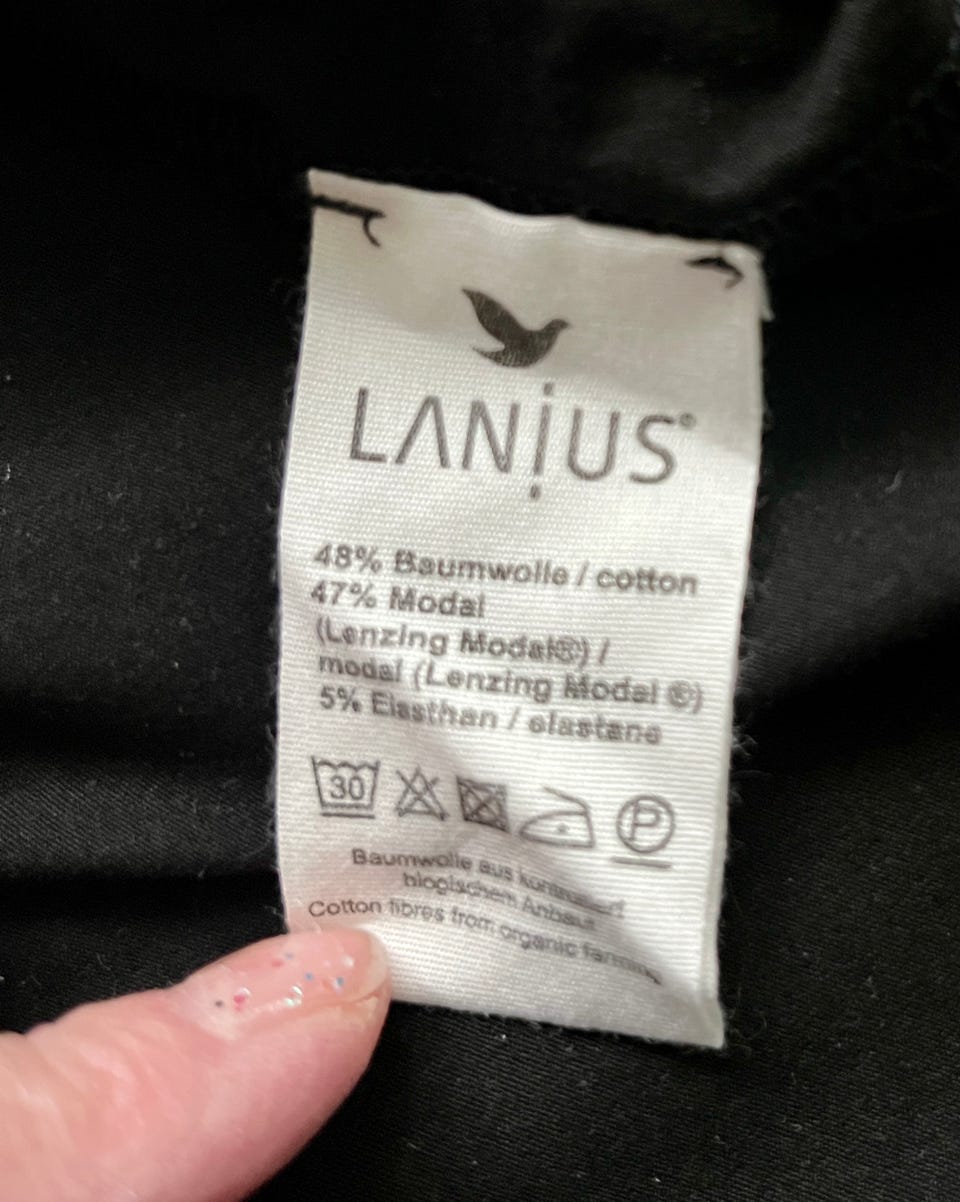 LANIUS®
48% Baumwolle / cotton
47% Modal
(Lenzing Modal®) /
modal (Lenzing Modal ®)
5% Elasthan / elastane
30
P
Baumwolle aus kontrolliert
biologischem Anbau
Cotton fibres from organic farming